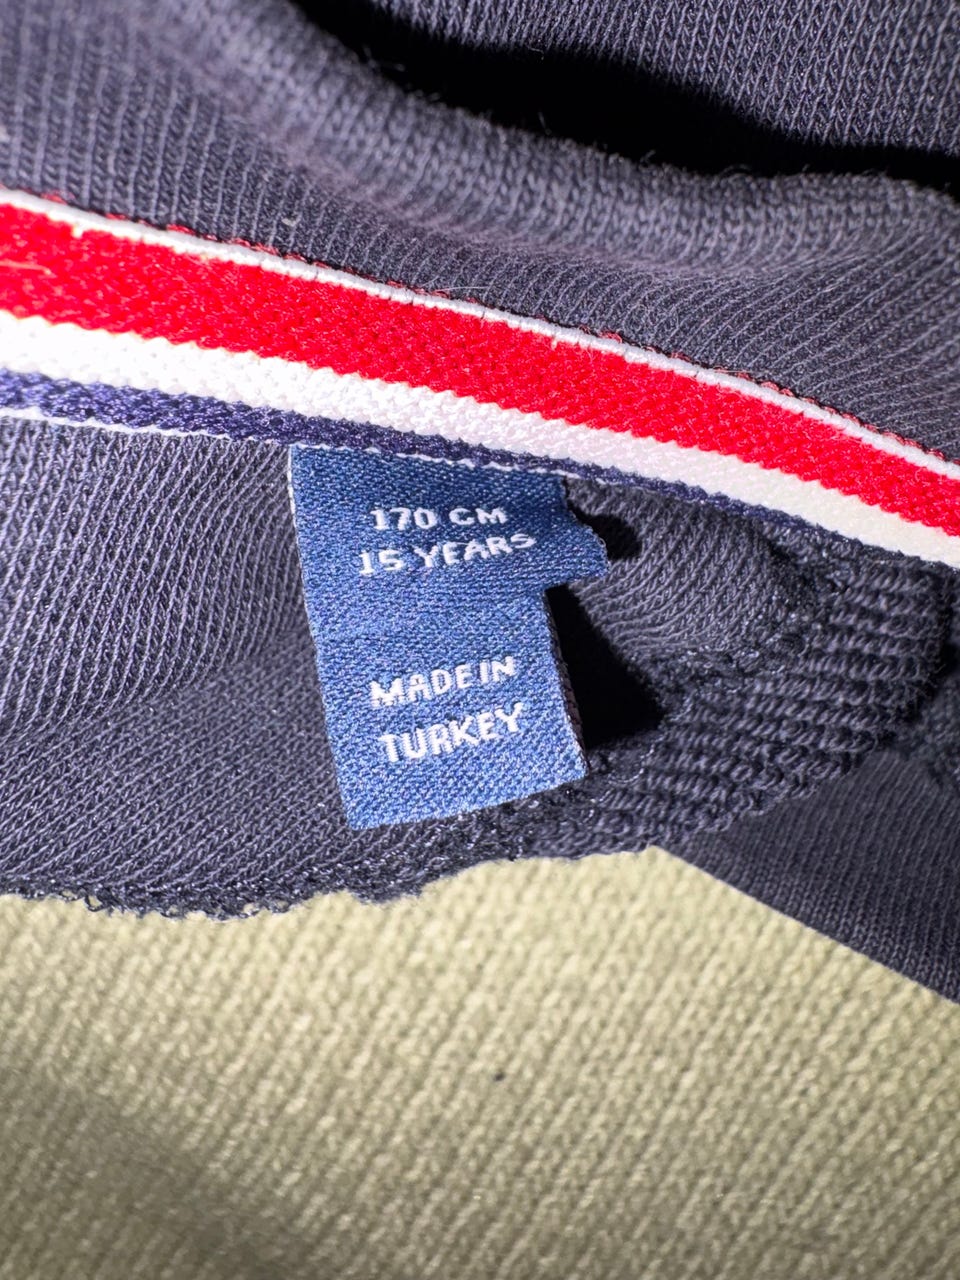 170 CM
15 YEARS
MADE IN
TURKEY